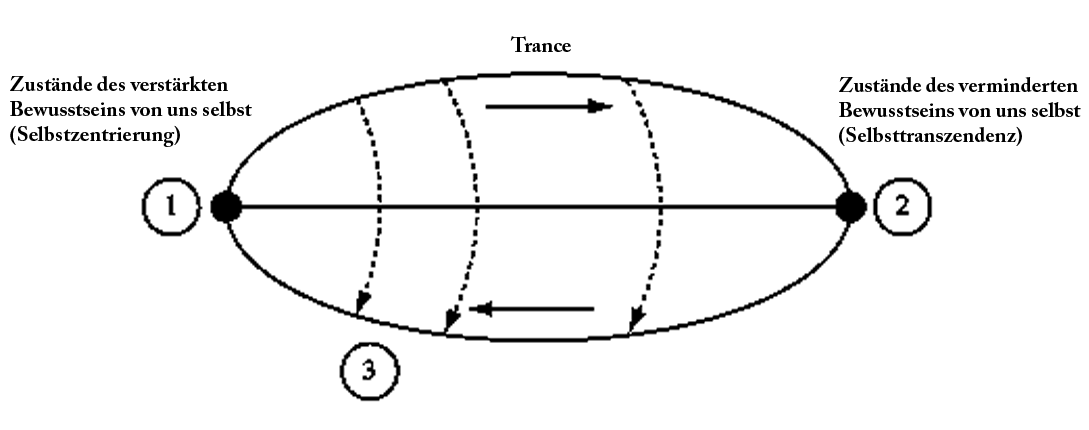 Trance
Zustände des verstärkten
Bewusstseins von uns selbst
(Selbstzentrierung)
Zustände des verminderten
Bewusstseins von uns selbst
(Selbsttranszendenz)
1
2
3